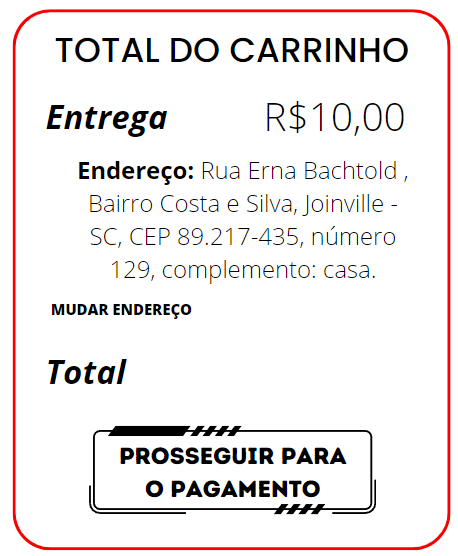 TOTAL DO CARRINHO
Entrega R$10,00
Endereço: Rua Erna Bachtold ,
Bairro Costa e Silva, Joinville -
SC, CEP 89.217-435, número
129, complemento: casa.
MUDAR ENDEREÇO
Total
PROSSEGUIR PARA
O PAGAMENTO